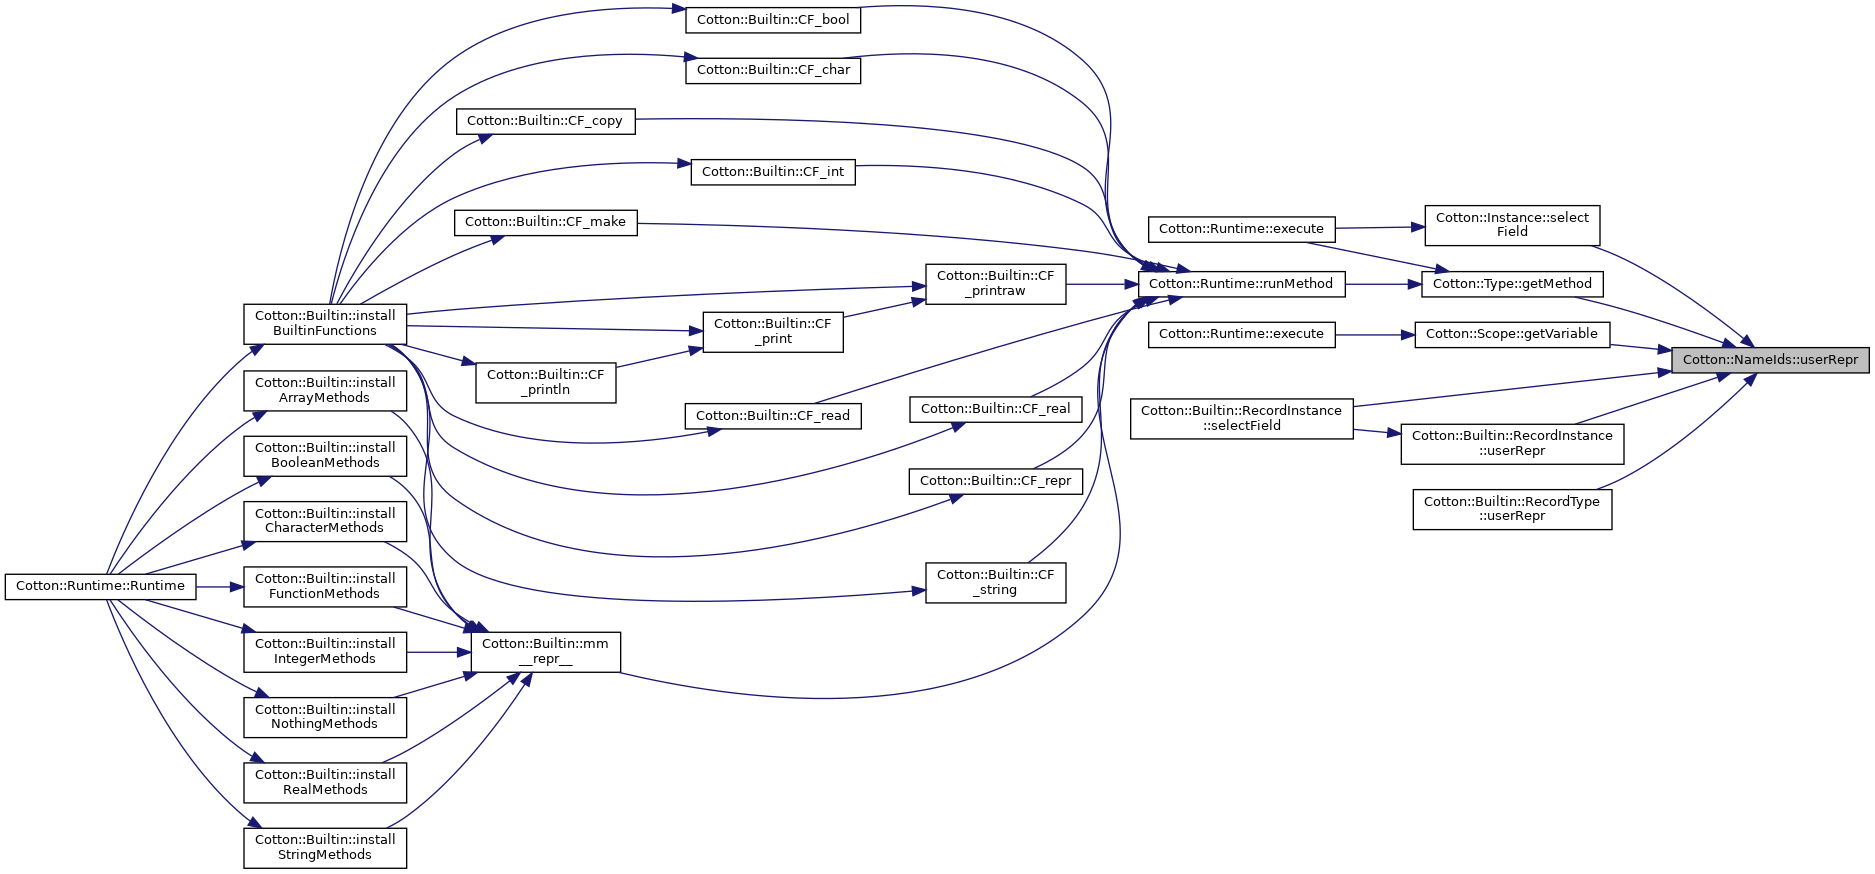 Cotton::Builtin::CF_bool
Cotton::Builtin::CF_char
Cotton::Builtin::CF_copy
Cotton::Builtin::CF_int
Cotton::Builtin::CF_make
Cotton::Instance::select
Field
Cotton::Runtime::execute
Cotton::Builtin::CF
_printraw
Cotton::Runtime::runMethod
Cotton::Type::getMethod
Cotton::Builtin::install
BuiltinFunctions
Cotton::Builtin::CF
_print
Cotton::Runtime::execute
Cotton::Scope::getVariable
Cotton::NameIds::userRepr
Cotton::Builtin::CF
_println
Cotton::Builtin::install
ArrayMethods
Cotton::Builtin::CF_read
Cotton::Builtin::CF_real
Cotton::Builtin::RecordInstance
::selectField
Cotton::Builtin::RecordInstance
::userRepr
Cotton::Builtin::install
BooleanMethods
Cotton::Builtin::CF_repr
Cotton::Builtin::RecordType
::userRepr
Cotton::Builtin::install
CharacterMethods
Cotton::Runtime::Runtime
Cotton::Builtin::install
FunctionMethods
Cotton::Builtin::CF
_string
Cotton::Builtin::install
IntegerMethods
Cotton::Builtin::mm
__repr__
Cotton::Builtin::install
NothingMethods
Cotton::Builtin::install
RealMethods
Cotton::Builtin::install
StringMethods